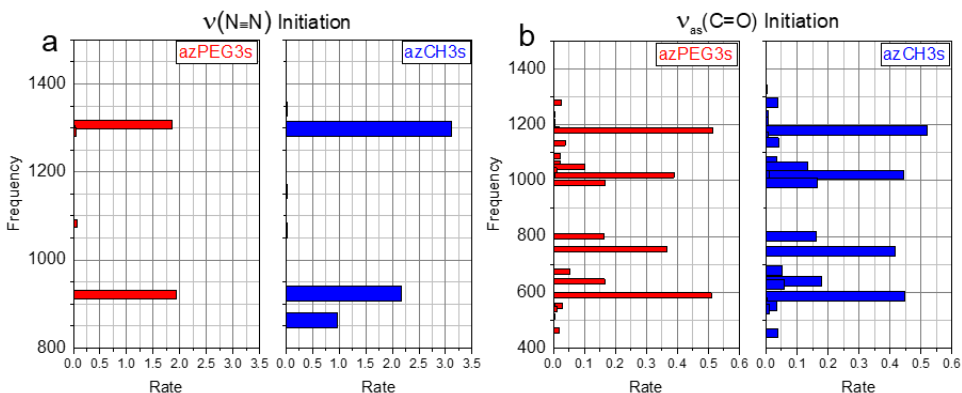 ν(N≡N) Initiation
a
azPEG3s
azCH3s
Frequency
1400
1200
1000
800
0.0 0.5 1.0 1.5 2.0 2.5 3.0 3.5
0.0 0.5 1.0 1.5 2.0 2.5 3.0 3.5
Rate
Rate
νas(C=O) Initiation
b
azPEG3s
azCH3s
Frequency
1400
1200
1000
800
600
400
0.0 0.1 0.2 0.3 0.4 0.5 0.6
0.0 0.1 0.2 0.3 0.4 0.5 0.6
Rate
Rate